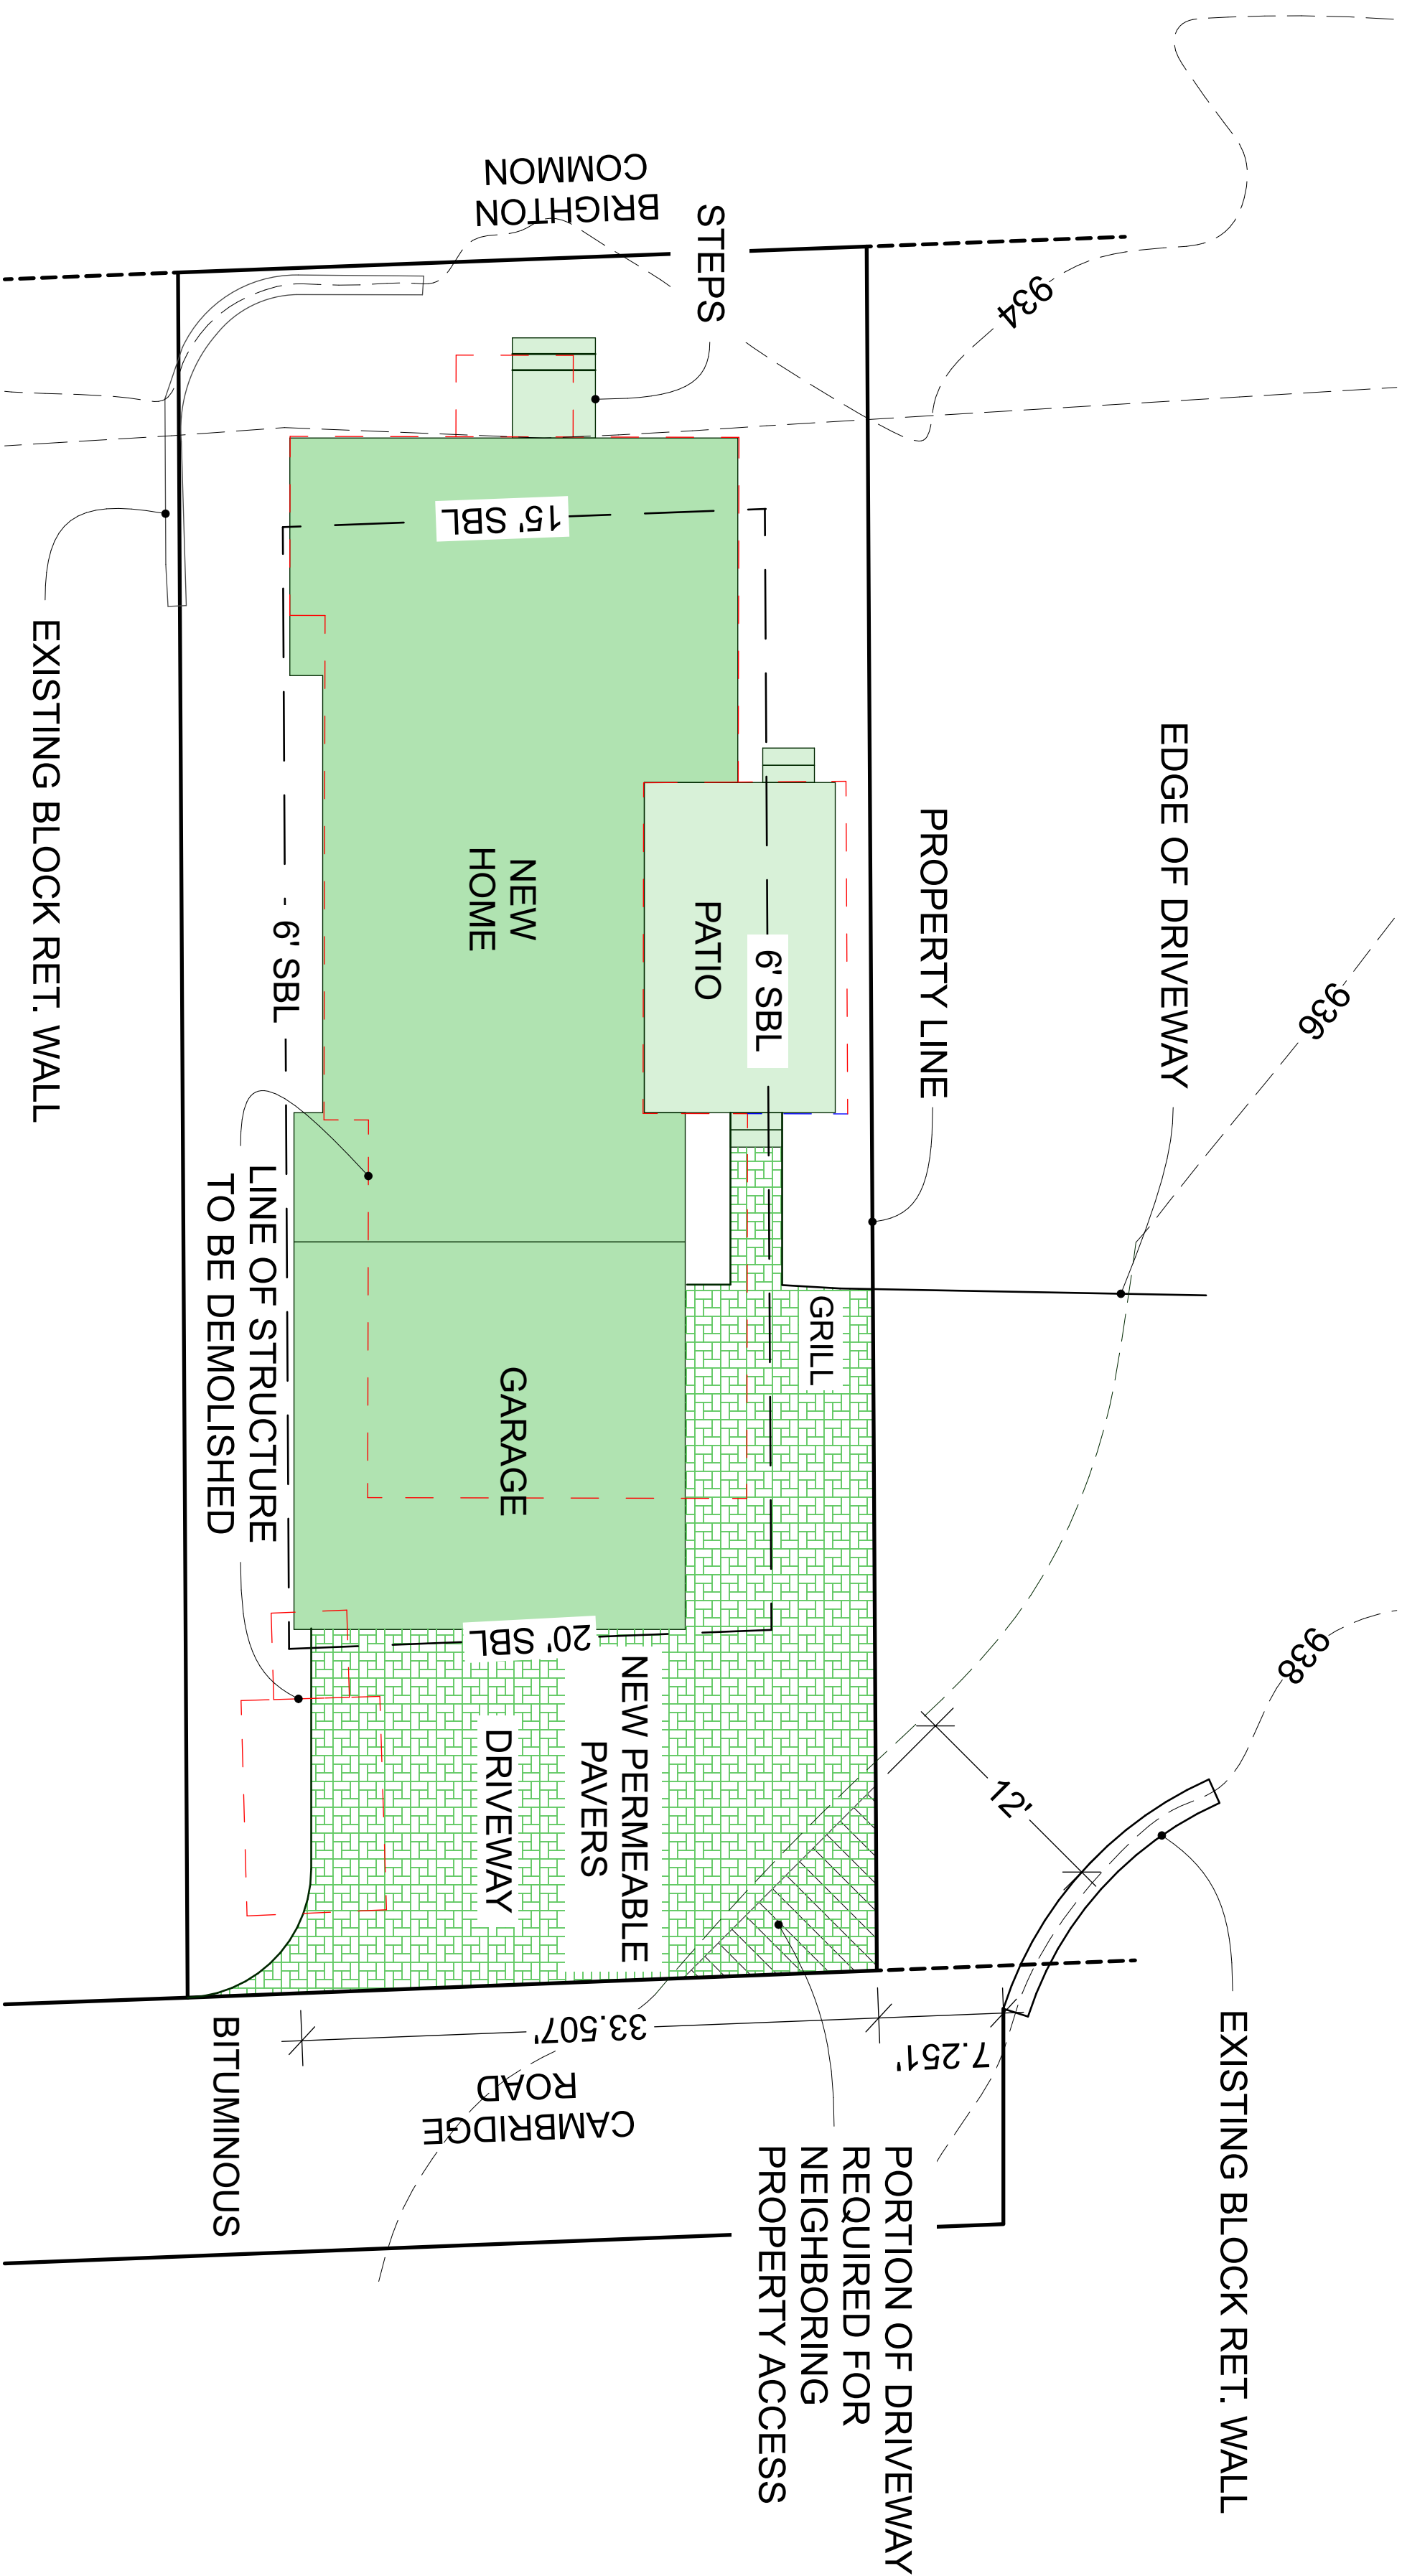 BRIGHTON
COMMON
STEPS
934
15' SBL
EXISTING BLOCK RET. WALL
EDGE OF DRIVEWAY
PROPERTY LINE
936
NEW
HOME
PATIO
6' SBL
6' SBL
LINE OF STRUCTURE
TO BE DEMOLISHED
GRILL
GARAGE
938
20' SBL
NEW PERMEABLE
PAVERS
DRIVEWAY
12'
33.507'
7.251'
BITUMINOUS
CAMBRIDGE
ROAD
EXISTING BLOCK RET. WALL
PORTION OF DRIVEWAY
REQUIRED FOR
NEIGHBORING
PROPERTY ACCESS